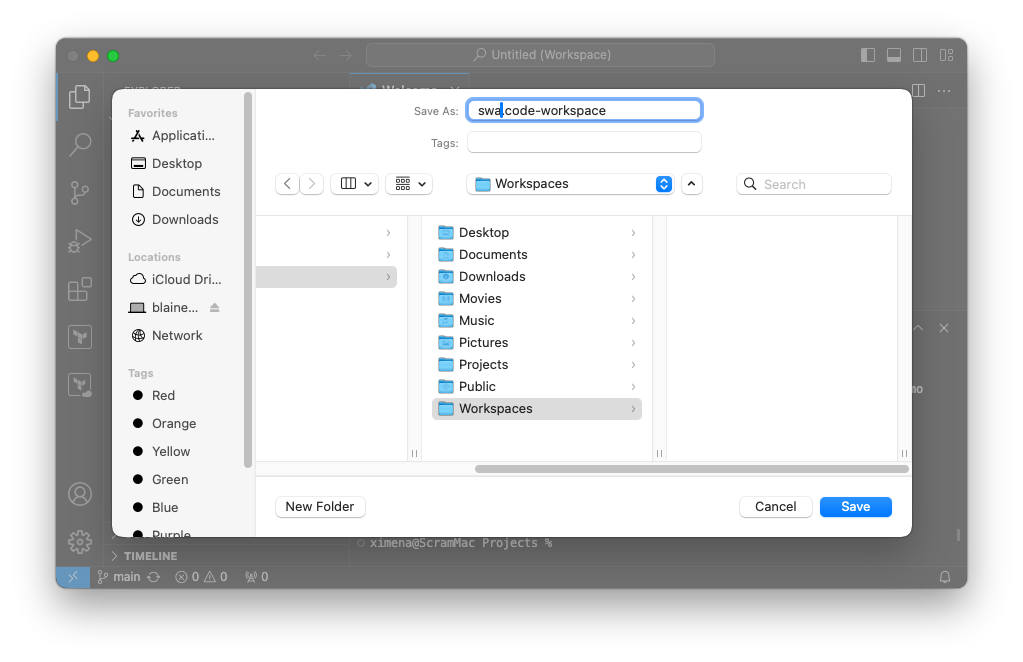 Untitled (Workspace)
EXPLORER
Welcome
Save As:
swa.code-workspace
Tags:
Workspaces
Search
Favorites
Applicati...
Desktop
Documents
Downloads
Locations
iCloud Dri...
blaine...
Network
Tags
Red
Orange
Yellow
Green
Blue
Purple
Desktop
Documents
Downloads
Movies
Music
Pictures
Projects
Public
Workspaces
New Folder
Cancel
Save
mo
ximena@ScramMac Projects %
TIMELINE
main
0
0
0